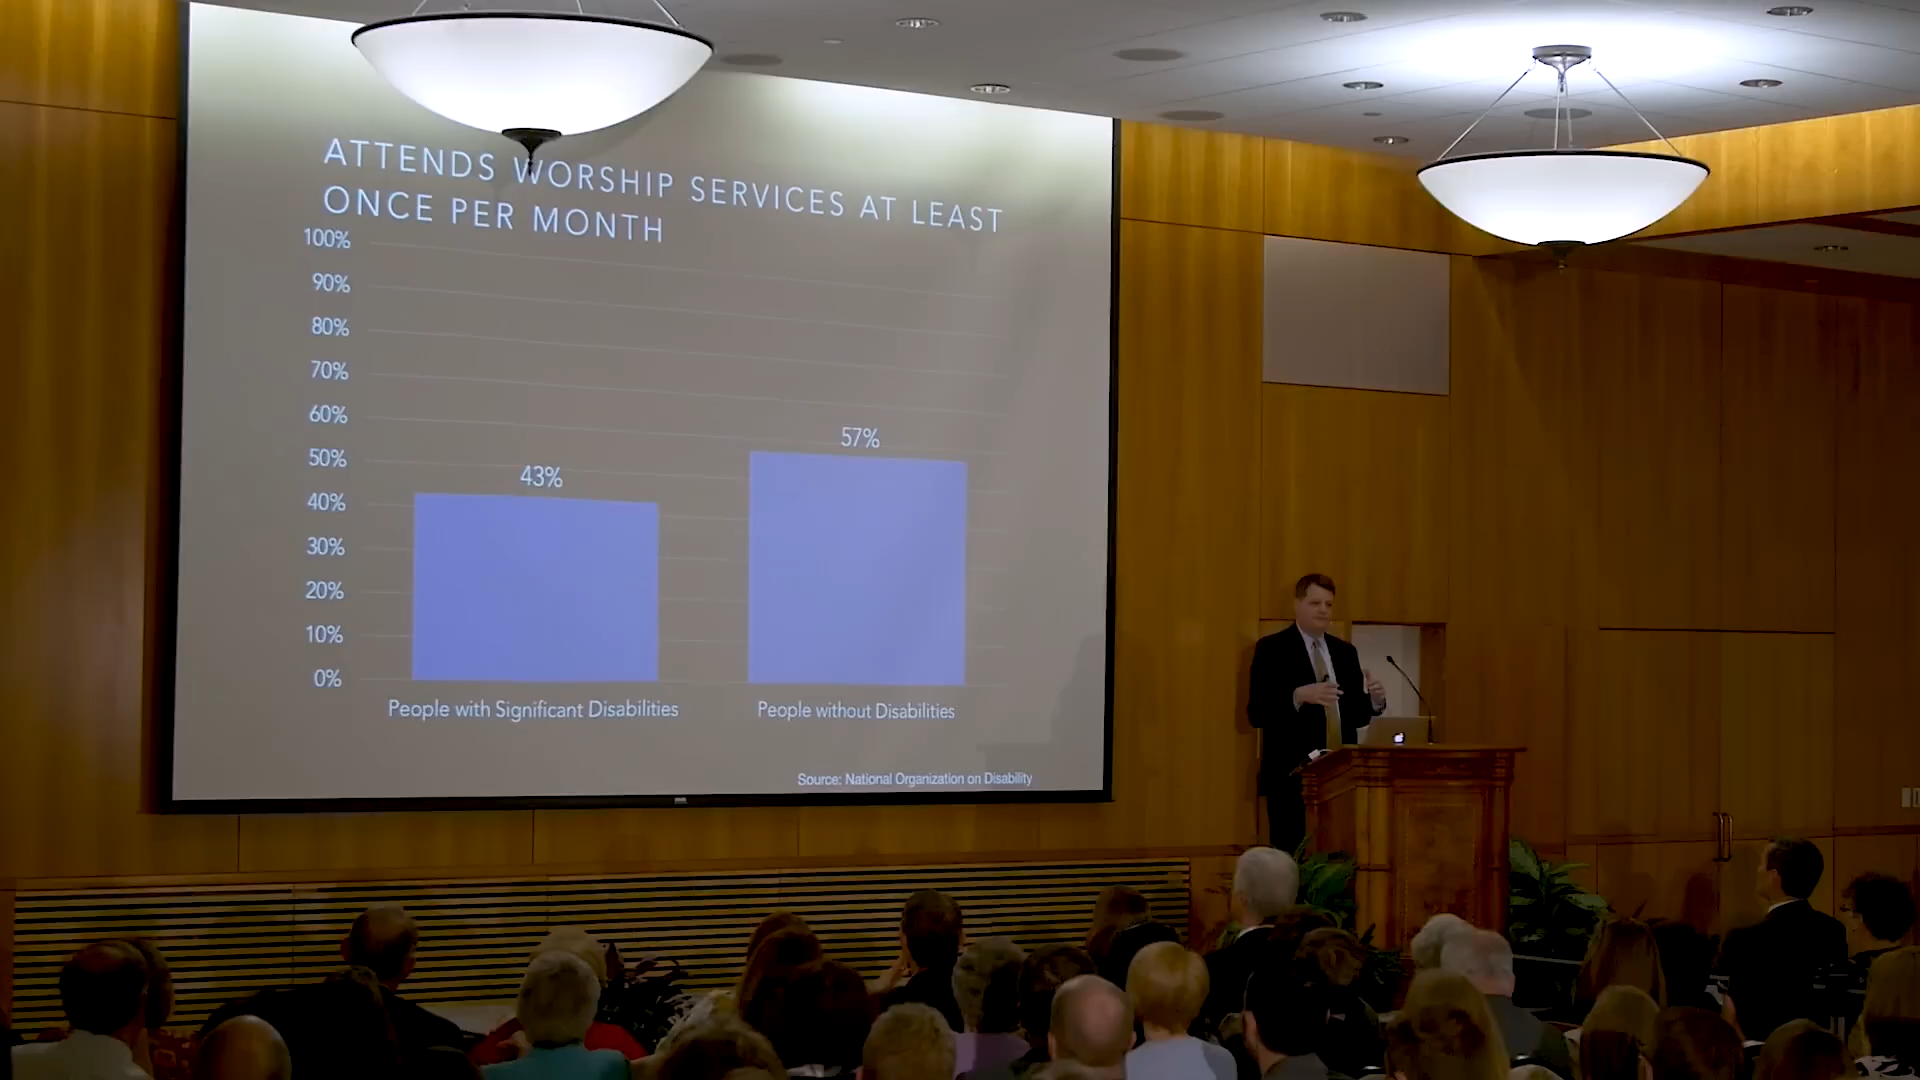 ATTENDS WORSHIP SERVICES AT LEAST
ONCE PER MONTH
100%
90%
80%
70%
60%
50%
40%
30%
20%
10%
0%
43%
57%
People with Significant Disabilities
People without Disabilities
Source: National Organization on Disability